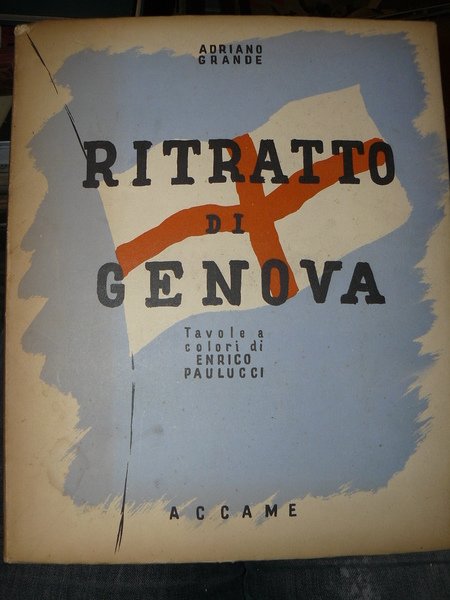 ADRIANO
GRANDE
RITRATTO
DI
GENOVA
Tavole a
colori di
ENRICO
PAULUCCI
ACCAME